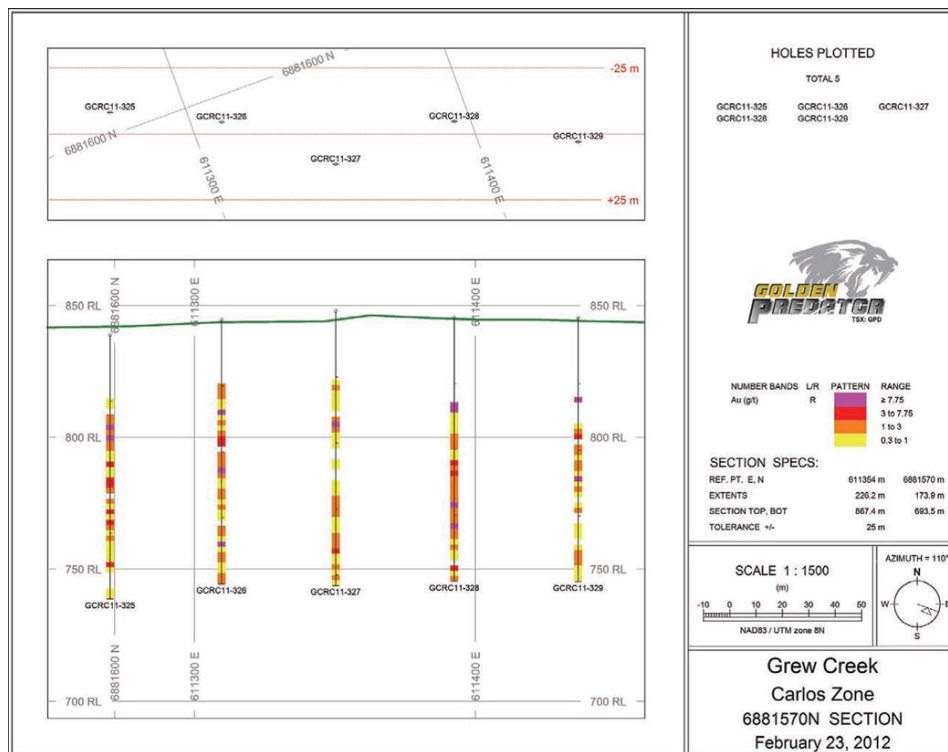 6881600 N
-25 m
GCRC11-325
GCRC11-326
GCRC11-328
6881600 N
GCRC11-329
GCRC11-327
611300 E
611400 E
+25 m
850 RL
6881600 N
611300 E
611400 E
850 RL
800 RL
800 RL
750 RL
750 RL
GCRC11-325
GCRC11-326
GCRC11-327
GCRC11-328
GCRC11-329
700 RL
6881600 N
611300 E
611400 E
700 RL
HOLES PLOTTED
TOTAL 5
GCRC11-325 GCRC11-326 GCRC11-327
GCRC11-328 GCRC11-329
GOLDEN
PREDATOR
TSX: GPD
NUMBER BANDS L/R PATTERN RANGE
Au (g/t) R ≥ 7.75
3 to 7.75
1 to 3
0.3 to 1
SECTION SPECS:
REF. PT. E, N 611354 m 6881570 m
EXTENTS 226.2 m 173.9 m
SECTION TOP, BOT 867.4 m 693.5 m
TOLERANCE +/- 25 m
SCALE 1 : 1500
(m)
-10 0 10 20 30 40 50
NAD83 / UTM zone 8N
AZIMUTH = 110°
N
W E
S
Grew Creek
Carlos Zone
6881570N SECTION
February 23, 2012